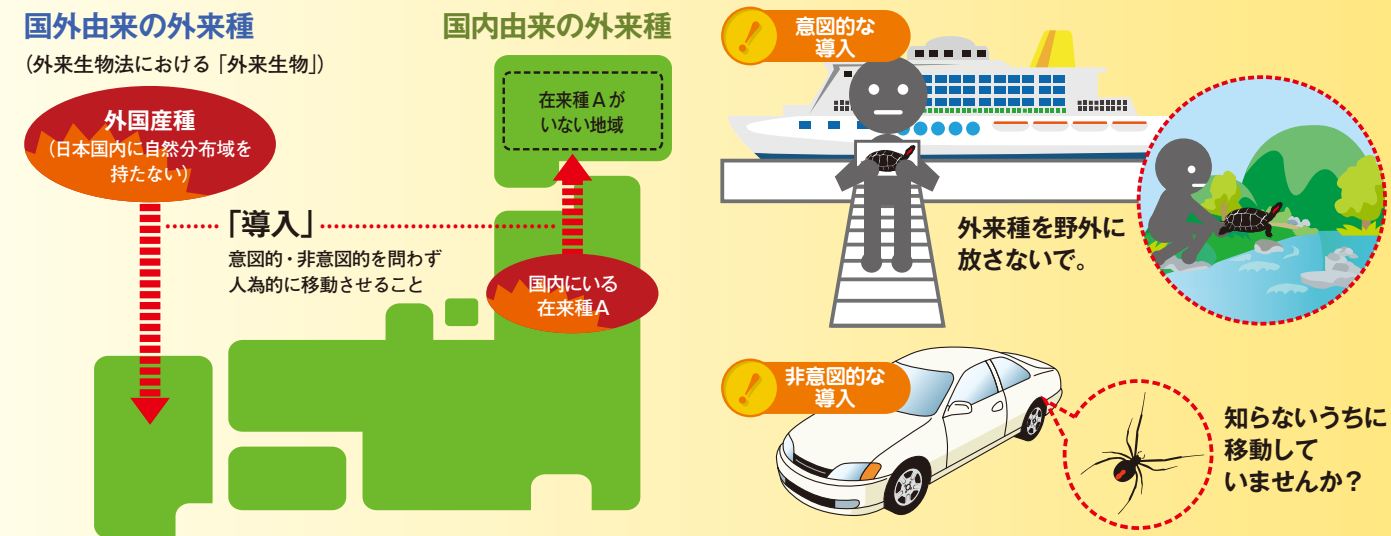 国外由来の外来種
（外来生物法における「外来生物」）
外国産種
（日本国内に自然分布域を
持たない）
国内由来の外来種
在来種Aが
いない地域
「導入」
意図的・非意図的を問わず
人為的に移動させること
国内にいる
在来種A
意図的な
導入
外来種を野外に
放さないで。
非意図的な
導入
知らないうちに
移動して
いませんか？